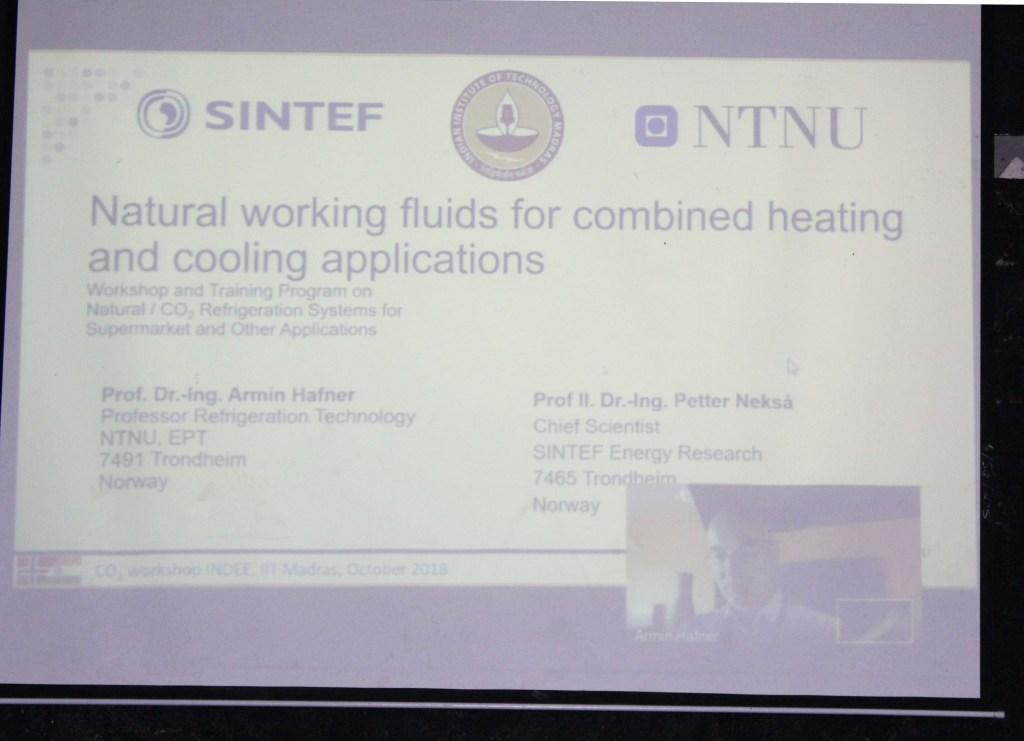 SINTEF
INDIAN INSTITUTE OF TECHNOLOGY MADRAS
NTNU
Natural working fluids for combined heating
and cooling applications
Workshop and Training Program on
Natural / CO₂ Refrigeration Systems for
Supermarket and Other Applications
Prof. Dr.-Ing. Armin Hafner
Professor Refrigeration Technology
NTNU, EPT
7491 Trondheim
Norway
Prof II. Dr.-Ing. Petter Nekså
Chief Scientist
SINTEF Energy Research
7465 Trondheim
Norway
CO₂ workshop INDEE, IIT Madras, October 2018
Armin Hafner